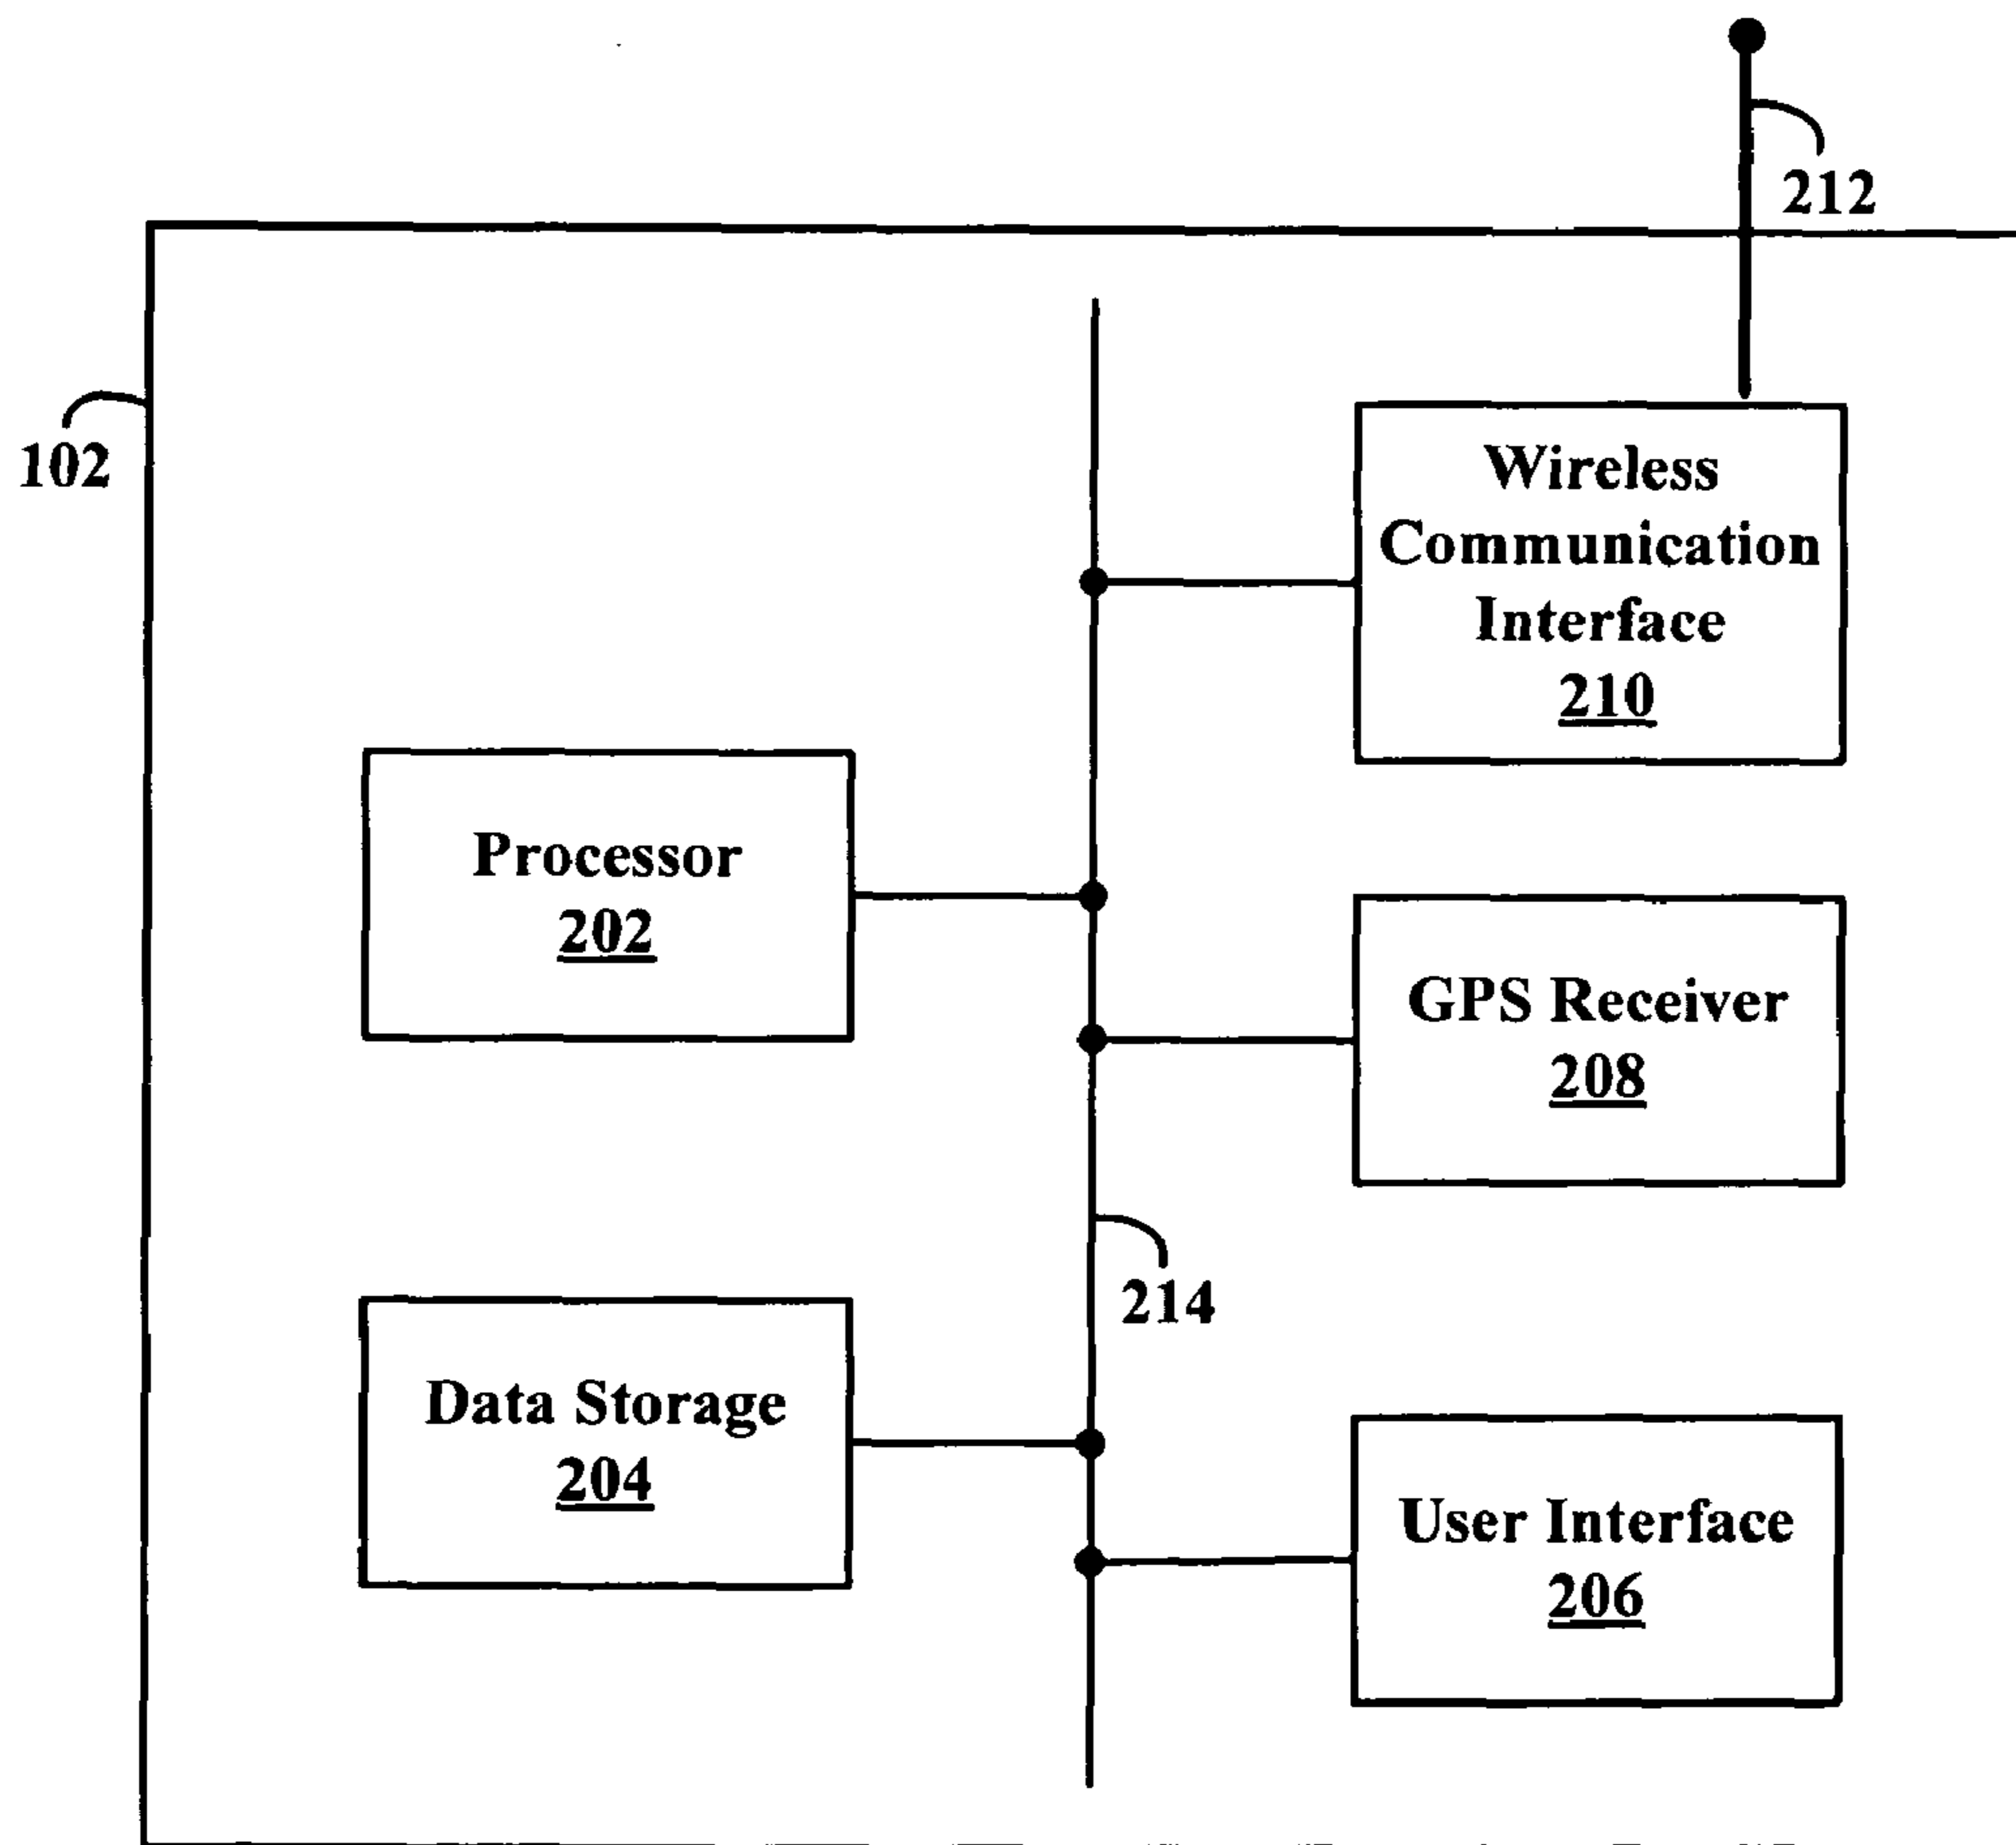 212
102
Wireless
Communication
Interface
210
Processor
202
GPS Receiver
208
214
Data Storage
204
User Interface
206